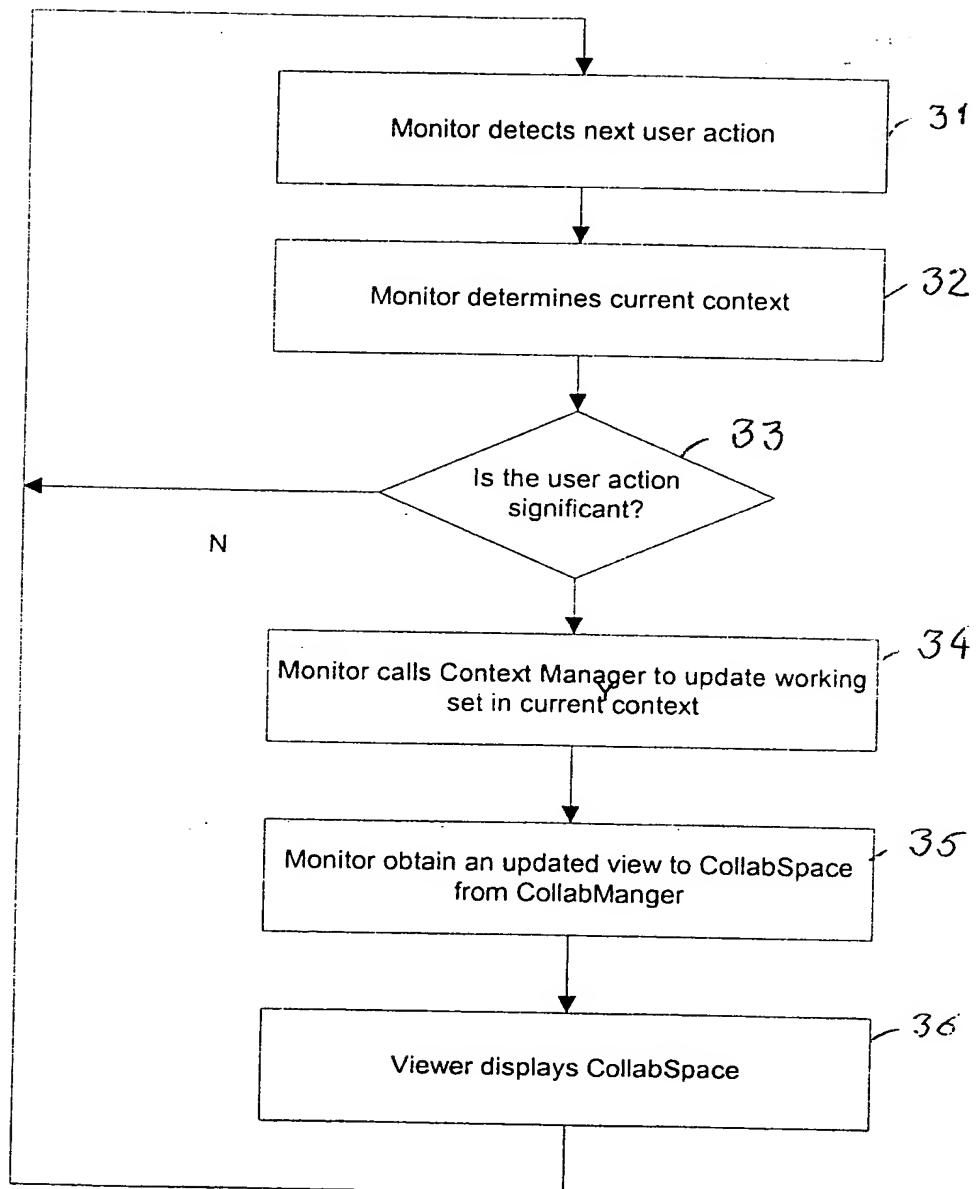 Monitor detects next user action
31
Monitor determines current context
32
33
Is the user action
significant?
N
34
Monitor calls Context Manager to update working
Y
set in current context
35
Monitor obtain an updated view to CollabSpace
from CollabManger
36
Viewer displays CollabSpace